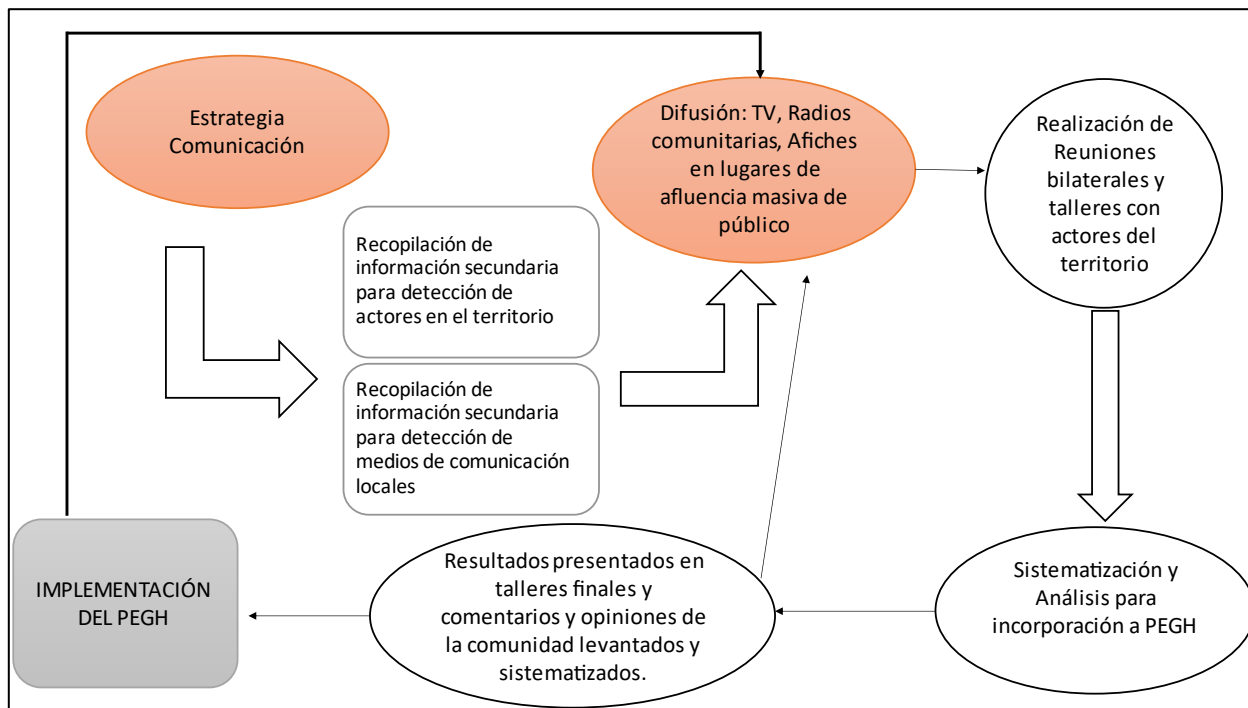 Estrategia
Comunicación
Difusión: TV, Radios
comunitarias, Afiches
en lugares de
afluencia masiva de
público
Realización de
Reuniones
bilaterales y
talleres con
actores del
territorio
Recopilación de
información secundaria
para detección de
actores en el territorio
Recopilación de
información secundaria
para detección de
medios de comunicación
locales
IMPLEMENTACIÓN
DEL PEGH
Resultados presentados en
talleres finales y
comentarios y opiniones de
la comunidad levantados y
sistematizados.
Sistematización y
Análisis para
incorporación a PEGH